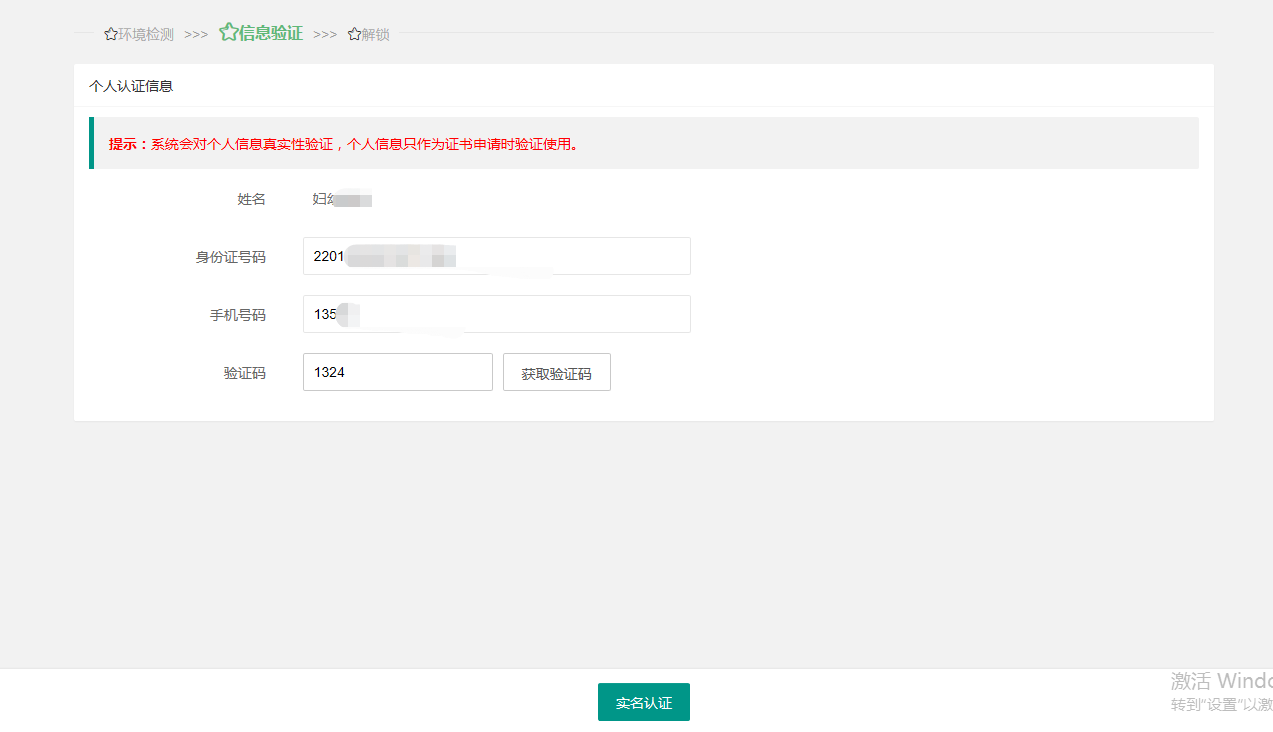 ☆环境检测 >>> ☆信息验证 >>> ☆解锁
个人认证信息
提示：系统会对个人信息真实性验证，个人信息只作为证书申请时验证使用。
姓名 妇
身份证号码 2201
手机号码 135
验证码 1324 获取验证码
实名认证
激活 Windo
转到"设置"以激